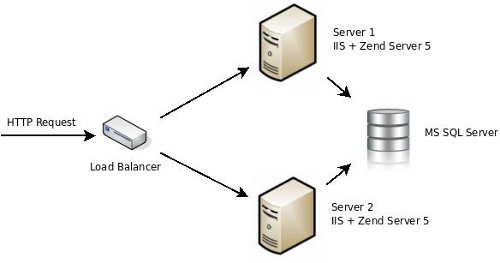 Server 1
IIS + Zend Server 5
HTTP Request
MS SQL Server
Load Balancer
Server 2
IIS + Zend Server 5